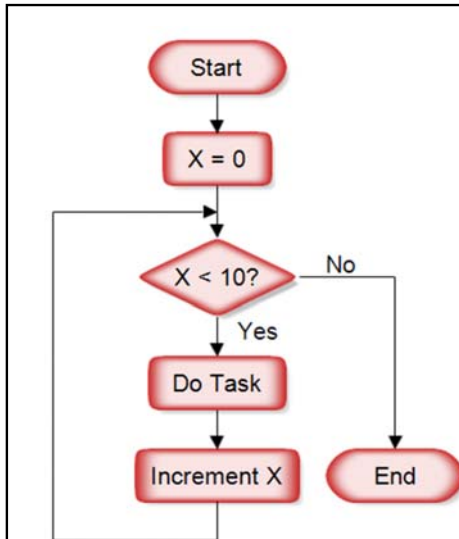 Start
X = 0
X < 10?
No
Yes
Do Task
Increment X
End